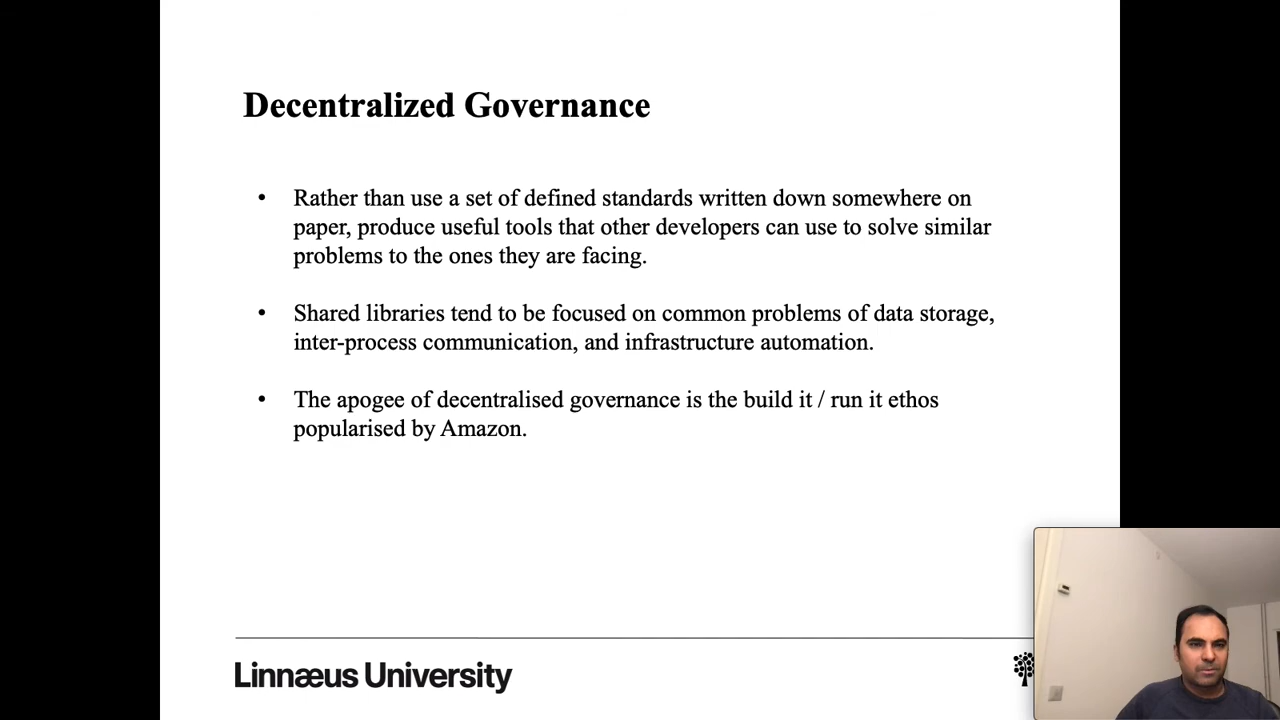 Decentralized Governance
• Rather than use a set of defined standards written down somewhere on
paper, produce useful tools that other developers can use to solve similar
problems to the ones they are facing.
• Shared libraries tend to be focused on common problems of data storage,
inter-process communication, and infrastructure automation.
• The apogee of decentralised governance is the build it / run it ethos
popularised by Amazon.
Linnæus University